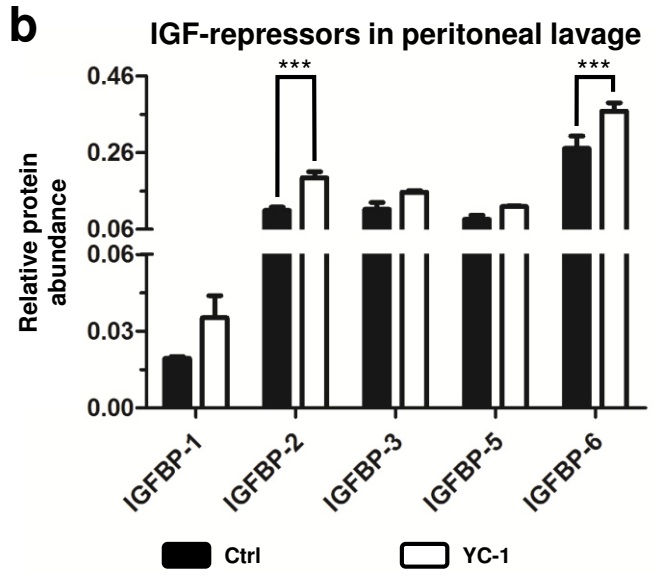 b
IGF-repressors in peritoneal lavage
*** ***
0.46
0.26
0.06
0.06
0.03
0.00
Relative protein
abundance
IGFBP-1
IGFBP-2
IGFBP-3
IGFBP-5
IGFBP-6
Ctrl YC-1